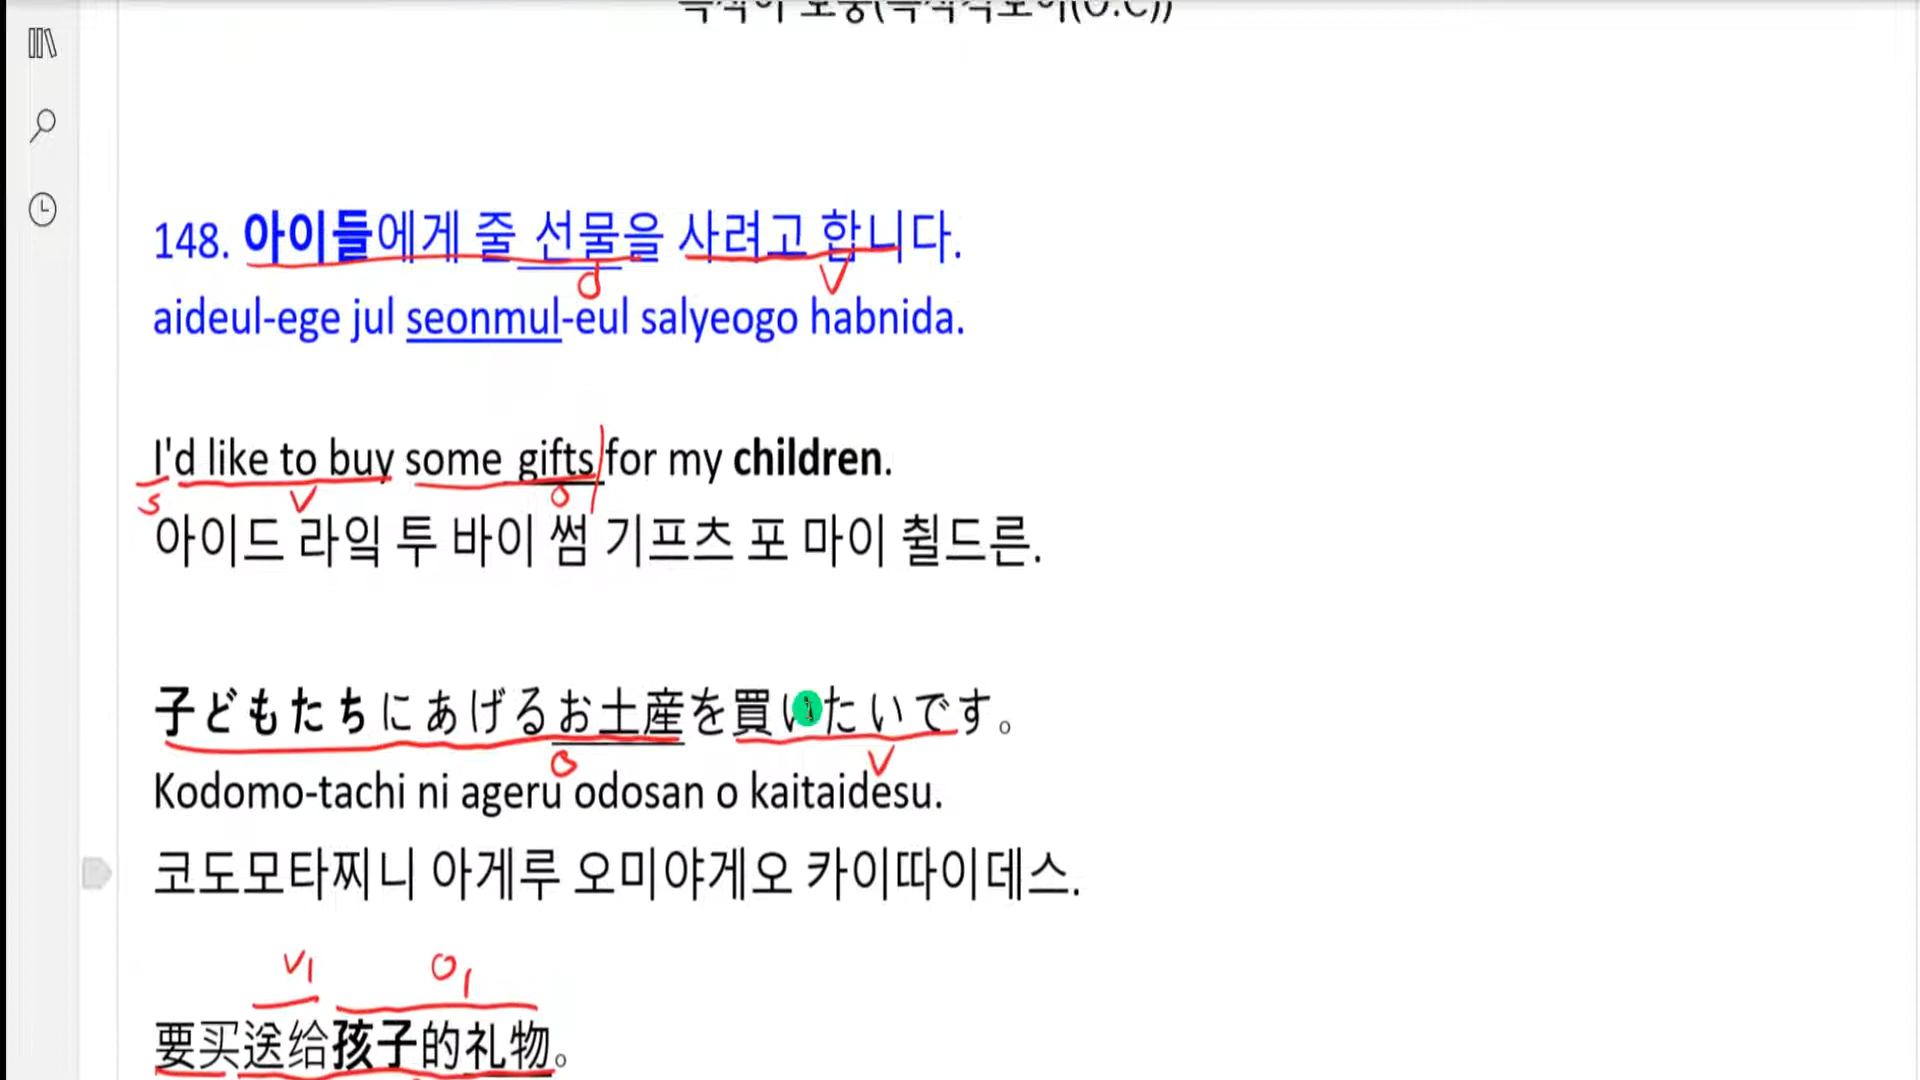 148. 아이들에게 줄 선물을 사려고 합니다.
O V
aideul-ege jul seonmul-eul salyeogo habnida.
I'd like to buy some gifts for my children.
S V O
아이드 라잌 투 바이 썸 기프츠 포 마이 췰드른.
子どもたちにあげるお土産を買いたいです。
O V
Kodomo-tachi ni ageru odosan o kaitaidesu.
코도모타찌니 아게루 오미야게오 카이따이데스.
V1 O1
要买送给孩子的礼物。